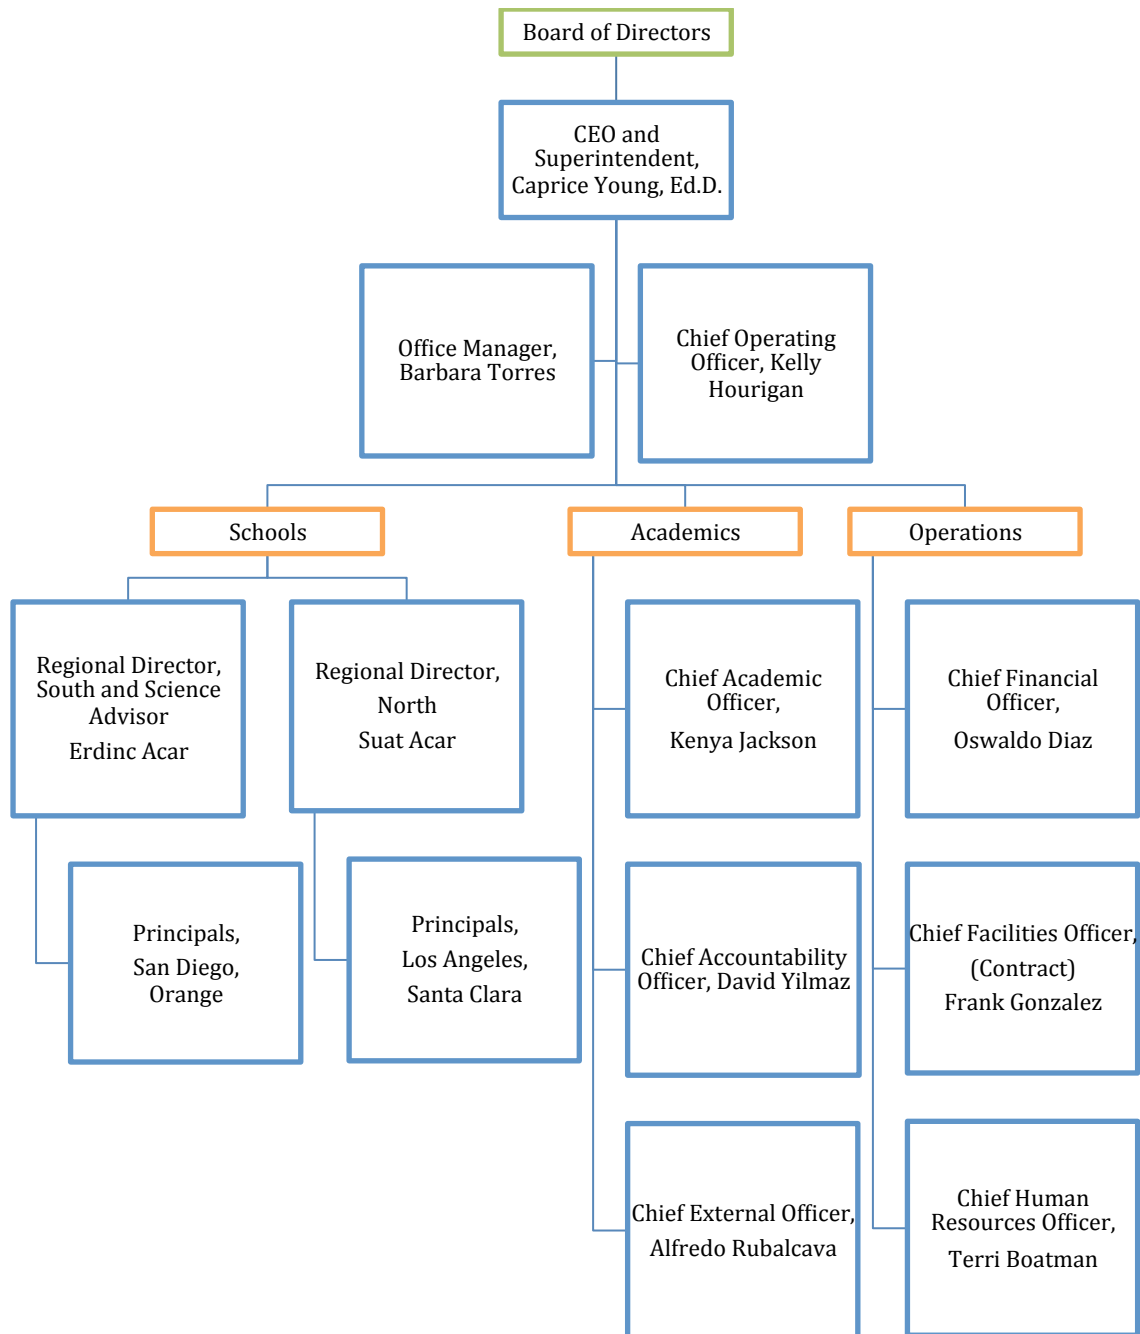 Board of Directors
CEO and
Superintendent,
Caprice Young, Ed.D.
Office Manager,
Barbara Torres
Chief Operating
Officer, Kelly
Hourigan
Schools
Academics
Operations
Regional Director,
South and Science
Advisor
Erdinc Acar
Regional Director,
North
Suat Acar
Chief Academic
Officer,
Kenya Jackson
Chief Financial
Officer,
Oswaldo Diaz
Principals,
San Diego,
Orange
Principals,
Los Angeles,
Santa Clara
Chief Accountability
Officer, David Yilmaz
Chief Facilities Officer,
(Contract)
Frank Gonzalez
Chief External Officer,
Alfredo Rubalcava
Chief Human
Resources Officer,
Terri Boatman